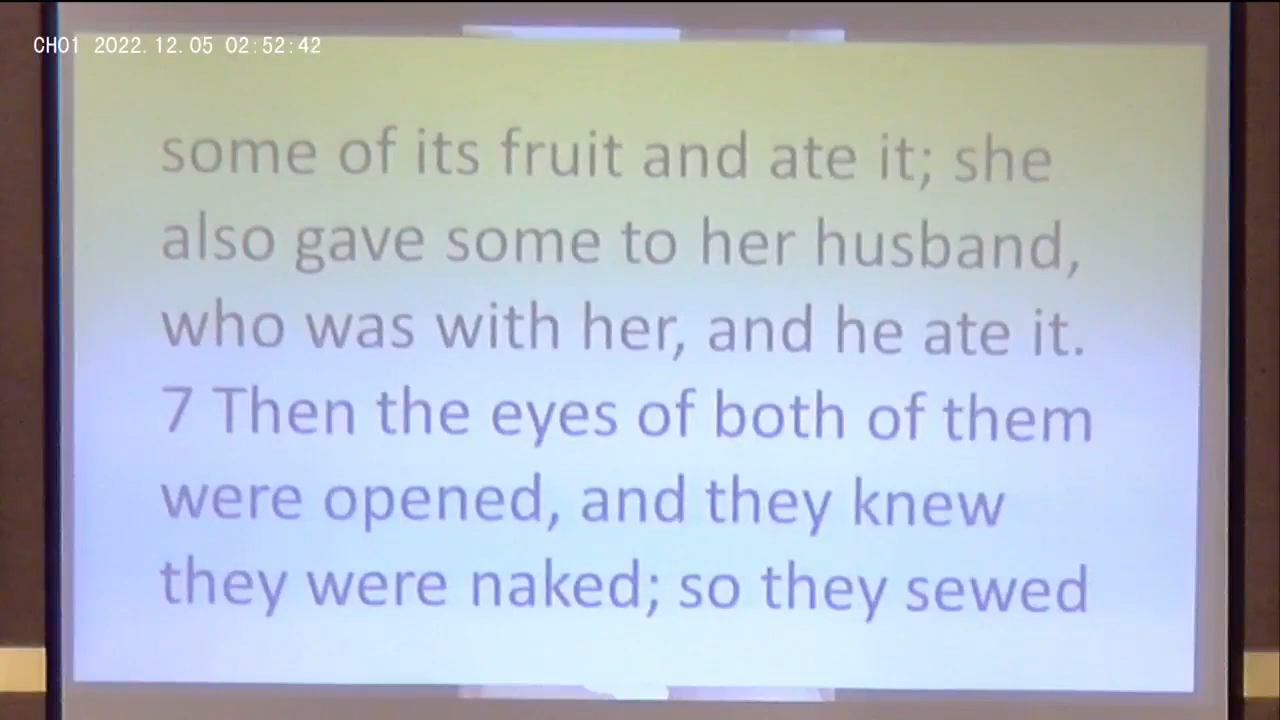 CH01 2022.12.05 02:52:42
some of its fruit and ate it; she
also gave some to her husband,
who was with her, and he ate it.
7 Then the eyes of both of them
were opened, and they knew
they were naked; so they sewed